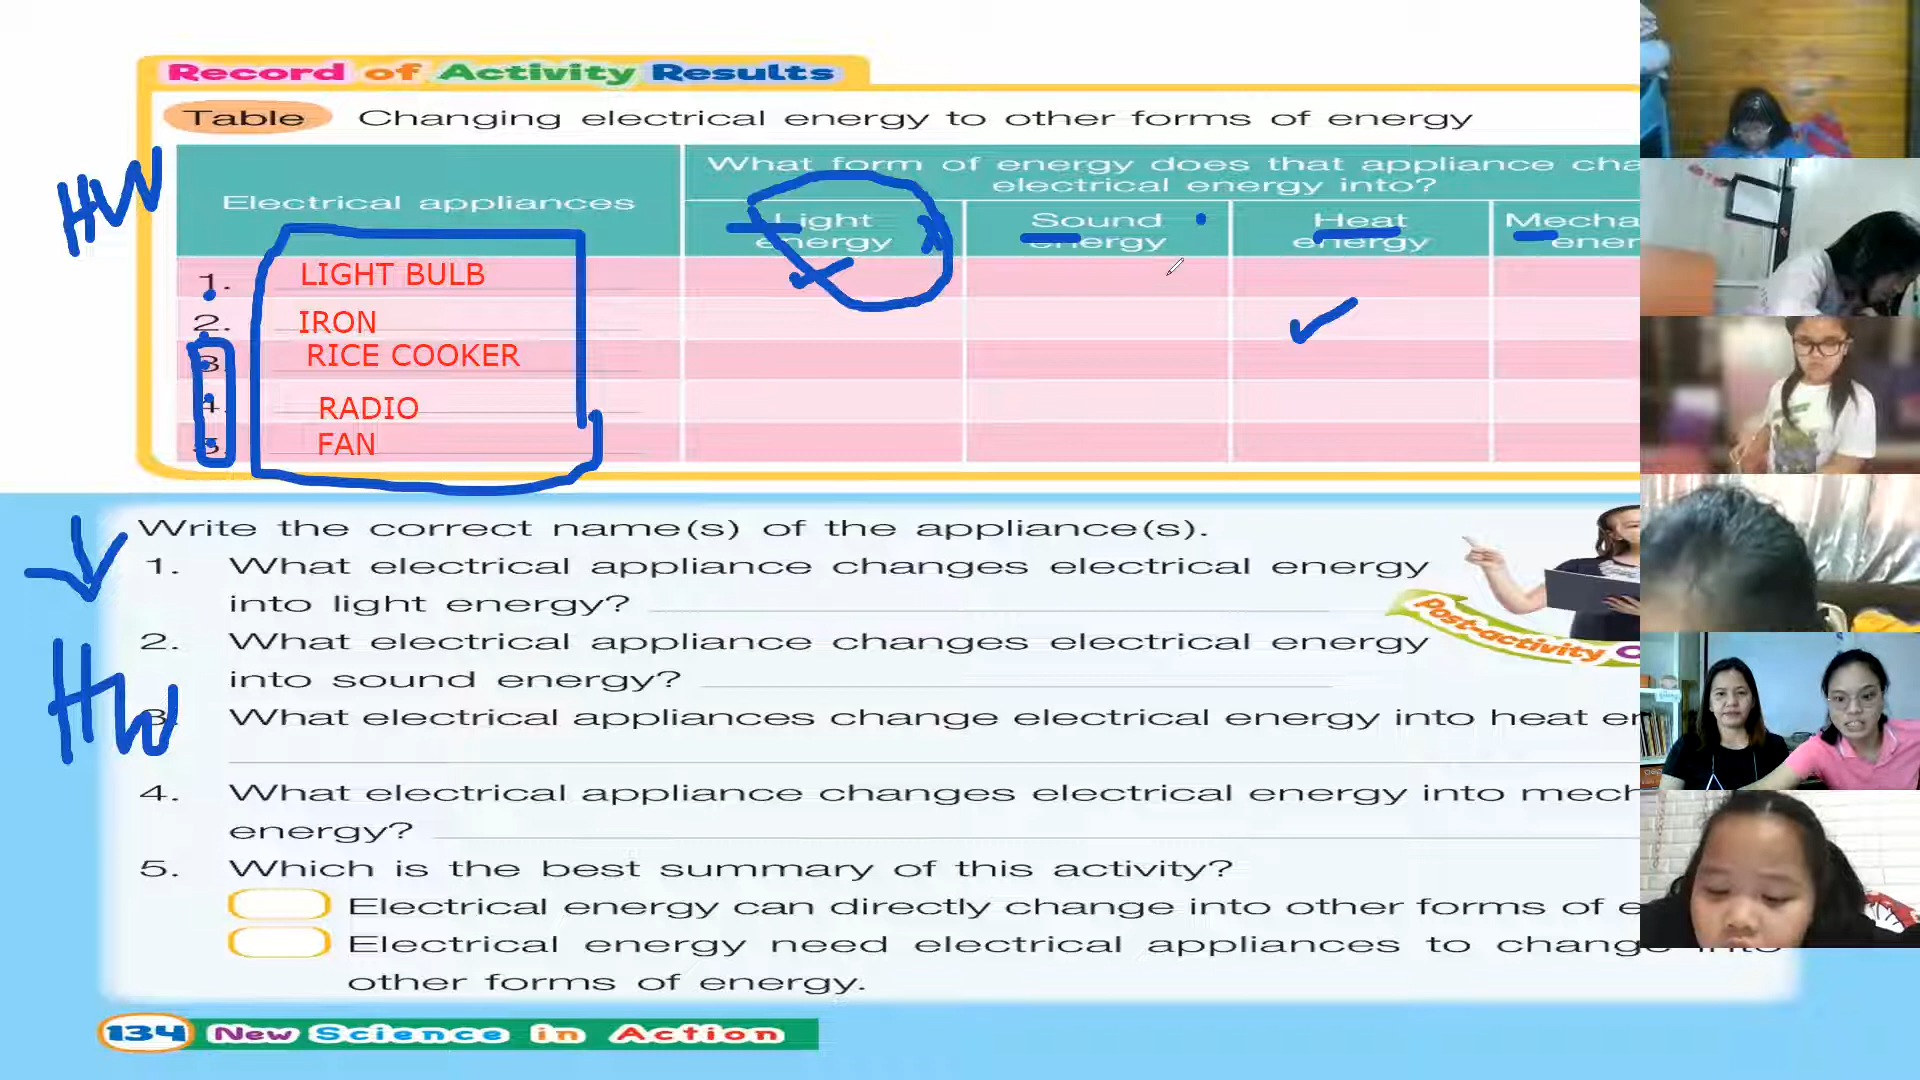 Record of Activity Results
Table Changing electrical energy to other forms of energy
HW
Electrical appliances
What form of energy does that appliance
electrical energy into?
Light energy
Sound energy
Heat energy
1. LIGHT BULB
2. IRON
3. RICE COOKER
4. RADIO
5. FAN
Write the correct name(s) of the appliance(s).
1. What electrical appliance changes electrical energy
into light energy?
2. What electrical appliance changes electrical energy
into sound energy?
HW
3. What electrical appliances change electrical energy into heat
4. What electrical appliance changes electrical energy into
energy?
5. Which is the best summary of this activity?
Electrical energy can directly change into other forms of
Electrical energy need electrical appliances to change into
other forms of energy.
Post-activity
134 New Science in Action